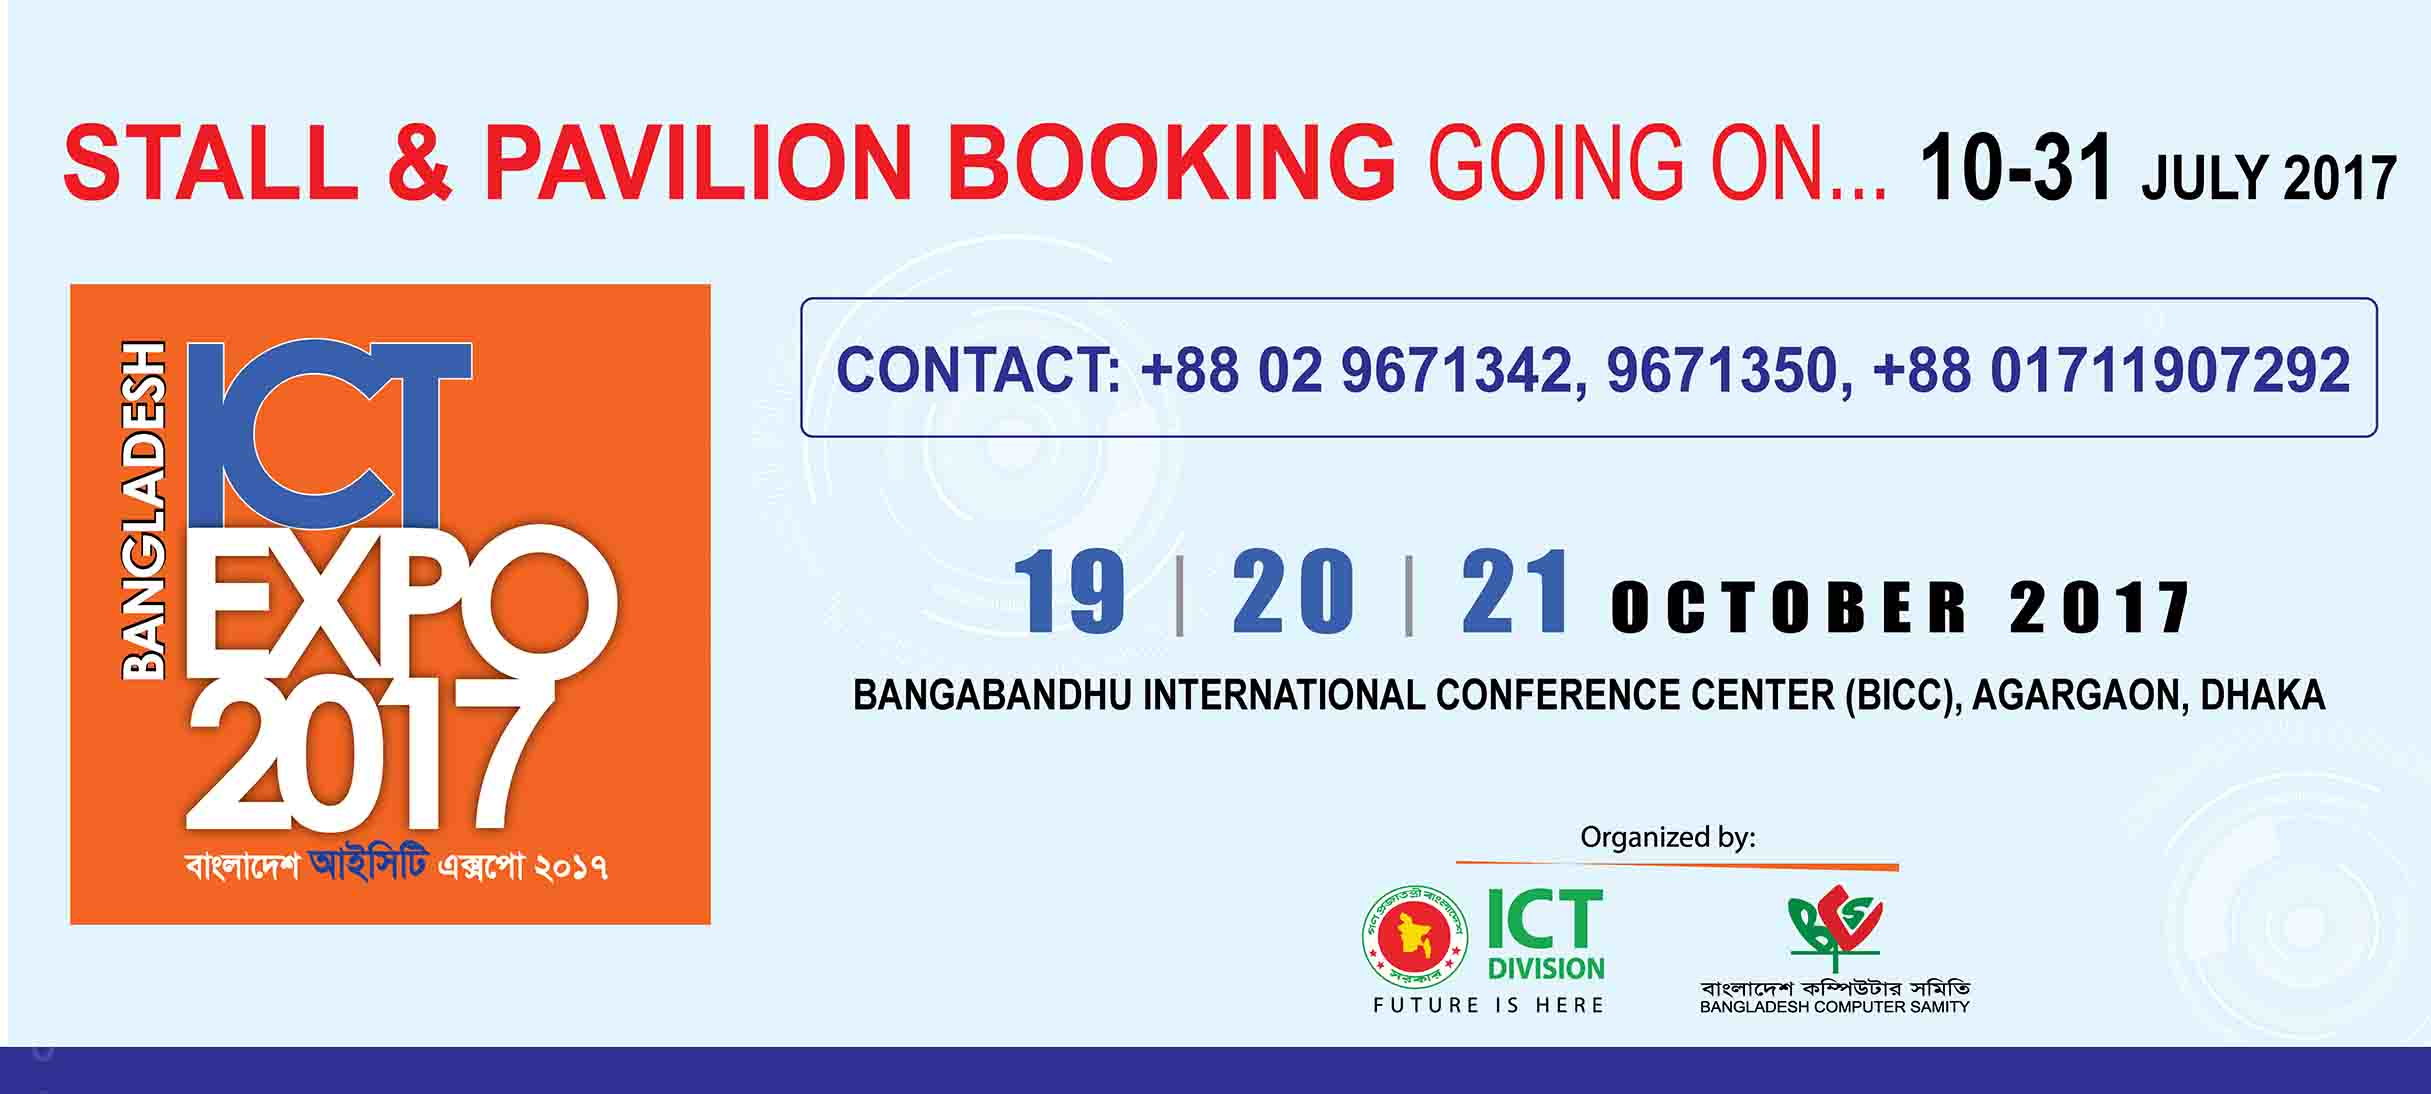 STALL & PAVILION BOOKING GOING ON... 10-31 JULY 2017
BANGLADESH
ICT
EXPO
2017
বাংলাদেশ আইসিটি এক্সপো ২০১৭
CONTACT: +88 02 9671342, 9671350, +88 01711907292
19 | 20 | 21 OCTOBER 2017
BANGABANDHU INTERNATIONAL CONFERENCE CENTER (BICC), AGARGAON, DHAKA
Organized by:
গণপ্রজাতন্ত্রী বাংলাদেশ
সরকার
ICT
DIVISION
FUTURE IS HERE
BCS
বাংলাদেশ কম্পিউটার সমিতি
BANGLADESH COMPUTER SAMITY